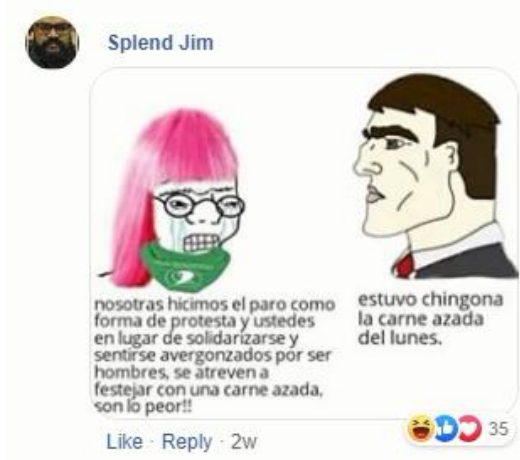 Splend Jim
nosotras hicimos el paro como
forma de protesta y ustedes
en lugar de solidarizarse y
sentirse avergonzados por ser
hombres, se atreven a
festejar con una carne azada,
son lo peor!!
estuvo chingona
la carne azada
del lunes.
Like · Reply · 2w
35